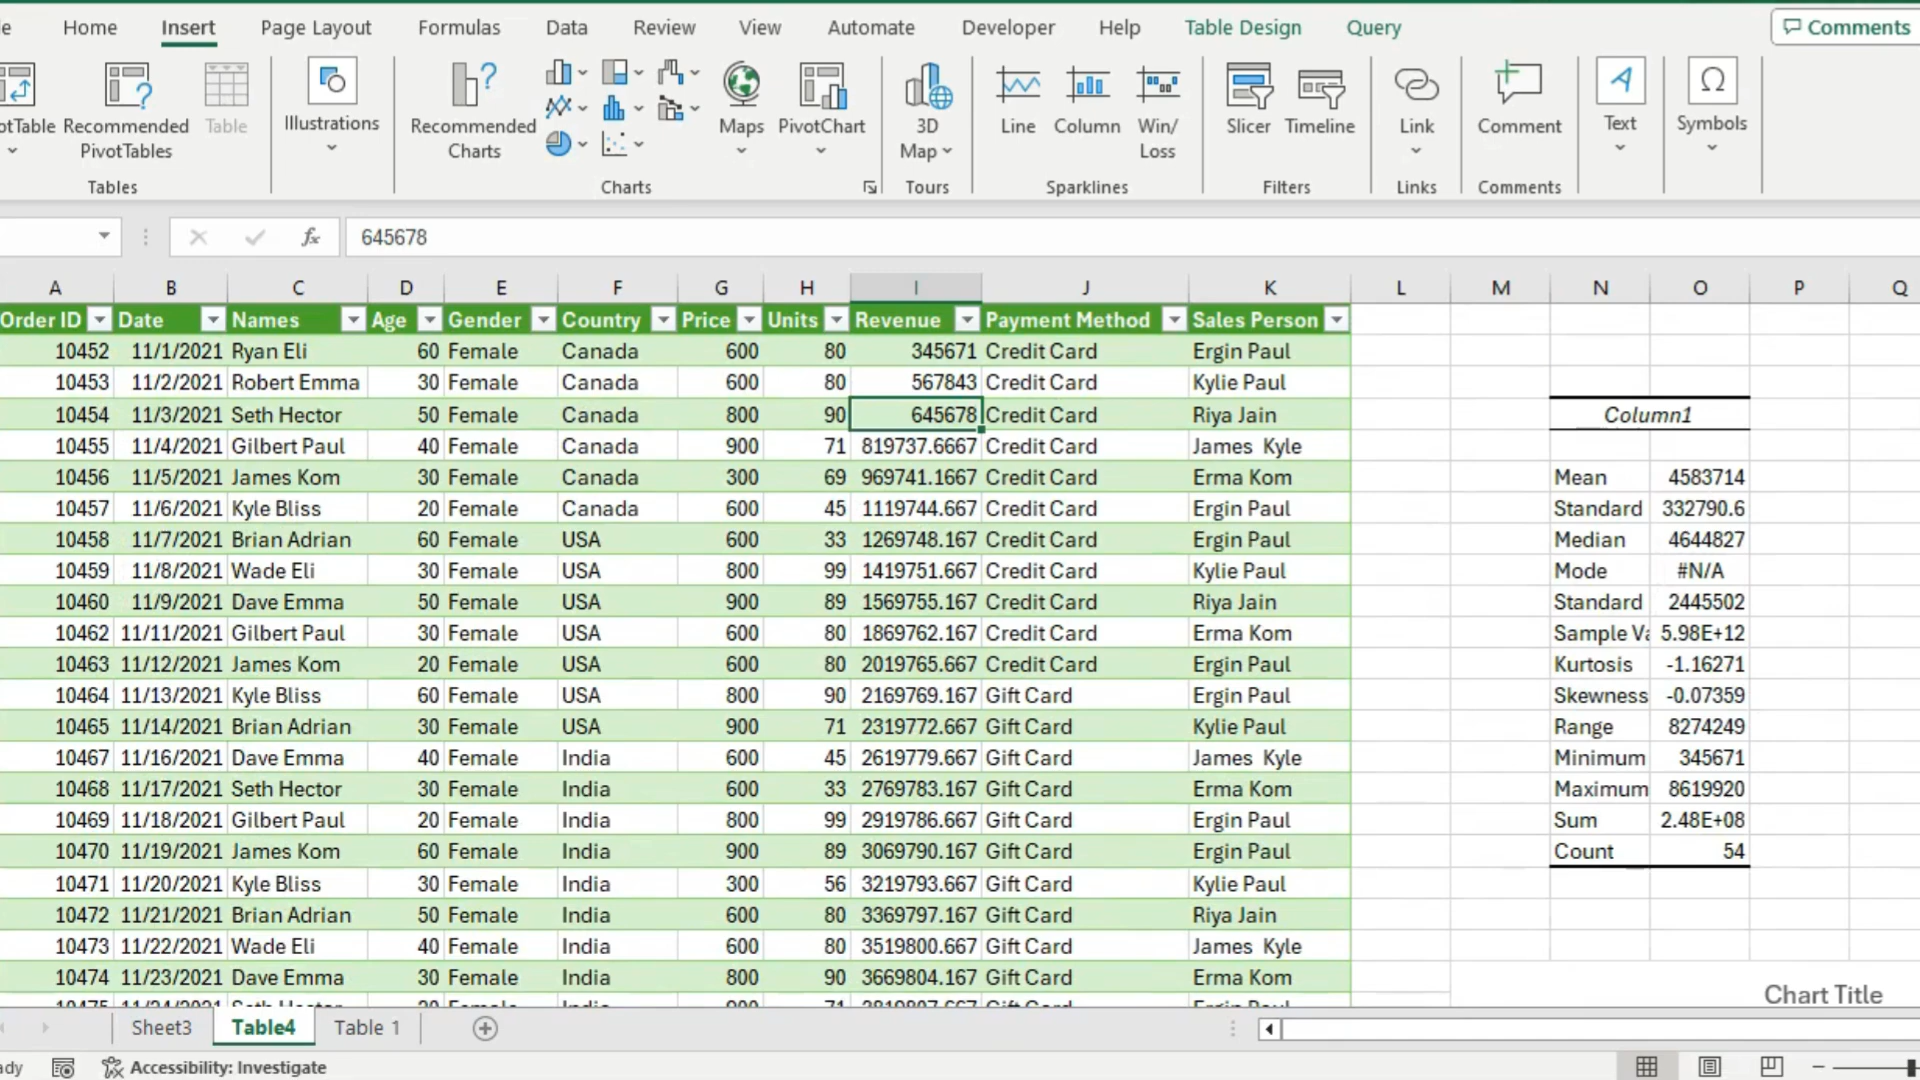 Home Insert Page Layout Formulas Data Review View Automate Developer Help Table Design Query Comments
Recommended PivotTables
Table
Illustrations
Recommended Charts
Maps
PivotChart
3D Map
Line
Column
Win/Loss
Slicer
Timeline
Link
Comment
Text
Symbols
Tables Charts Tours Sparklines Filters Links Comments
fx 645678
A B C D E F G H I J K L M N O P Q
Order ID Date Names Age Gender Country Price Units Revenue Payment Method Sales Person
10452 11/1/2021 Ryan Eli 60 Female Canada 600 80 345671 Credit Card Ergin Paul
10453 11/2/2021 Robert Emma 30 Female Canada 600 80 567843 Credit Card Kylie Paul
10454 11/3/2021 Seth Hector 50 Female Canada 800 90 645678 Credit Card Riya Jain Column1
10455 11/4/2021 Gilbert Paul 40 Female Canada 900 71 819737.6667 Credit Card James Kyle
10456 11/5/2021 James Kom 30 Female Canada 300 69 969741.1667 Credit Card Erma Kom Mean 4583714
10457 11/6/2021 Kyle Bliss 20 Female Canada 600 45 1119744.667 Credit Card Ergin Paul Standard 332790.6
10458 11/7/2021 Brian Adrian 60 Female USA 600 33 1269748.167 Credit Card Ergin Paul Median 4644827
10459 11/8/2021 Wade Eli 30 Female USA 800 99 1419751.667 Credit Card Kylie Paul Mode #N/A
10460 11/9/2021 Dave Emma 50 Female USA 900 89 1569755.167 Credit Card Riya Jain Standard 2445502
10462 11/11/2021 Gilbert Paul 30 Female USA 600 80 1869762.167 Credit Card Erma Kom Sample 5.98E+12
10463 11/12/2021 James Kom 20 Female USA 600 80 2019765.667 Credit Card Ergin Paul Kurtosis -1.16271
10464 11/13/2021 Kyle Bliss 60 Female USA 800 90 2169769.167 Gift Card Ergin Paul Skewness -0.07359
10465 11/14/2021 Brian Adrian 30 Female USA 900 71 2319772.667 Gift Card Kylie Paul Range 8274249
10467 11/16/2021 Dave Emma 40 Female India 600 45 2619779.667 Gift Card James Kyle Minimum 345671
10468 11/17/2021 Seth Hector 30 Female India 600 33 2769783.167 Gift Card Erma Kom Maximum 8619920
10469 11/18/2021 Gilbert Paul 20 Female India 800 99 2919786.667 Gift Card Ergin Paul Sum 2.48E+08
10470 11/19/2021 James Kom 60 Female India 900 89 3069790.167 Gift Card Ergin Paul Count 54
10471 11/20/2021 Kyle Bliss 30 Female India 300 56 3219793.667 Gift Card Kylie Paul
10472 11/21/2021 Brian Adrian 50 Female India 600 80 3369797.167 Gift Card Riya Jain
10473 11/22/2021 Wade Eli 40 Female India 600 80 3519800.667 Gift Card James Kyle
10474 11/23/2021 Dave Emma 30 Female India 800 90 3669804.167 Gift Card Erma Kom
Chart Title
Sheet3 Table4 Table 1
Accessibility: Investigate